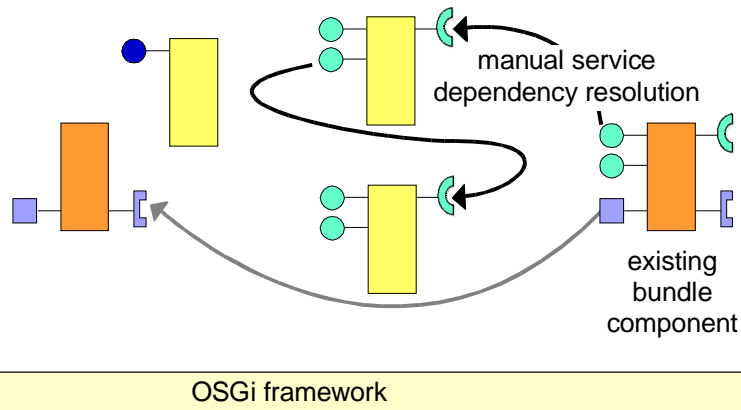 manual service
dependency resolution
existing
bundle
component
OSGi framework